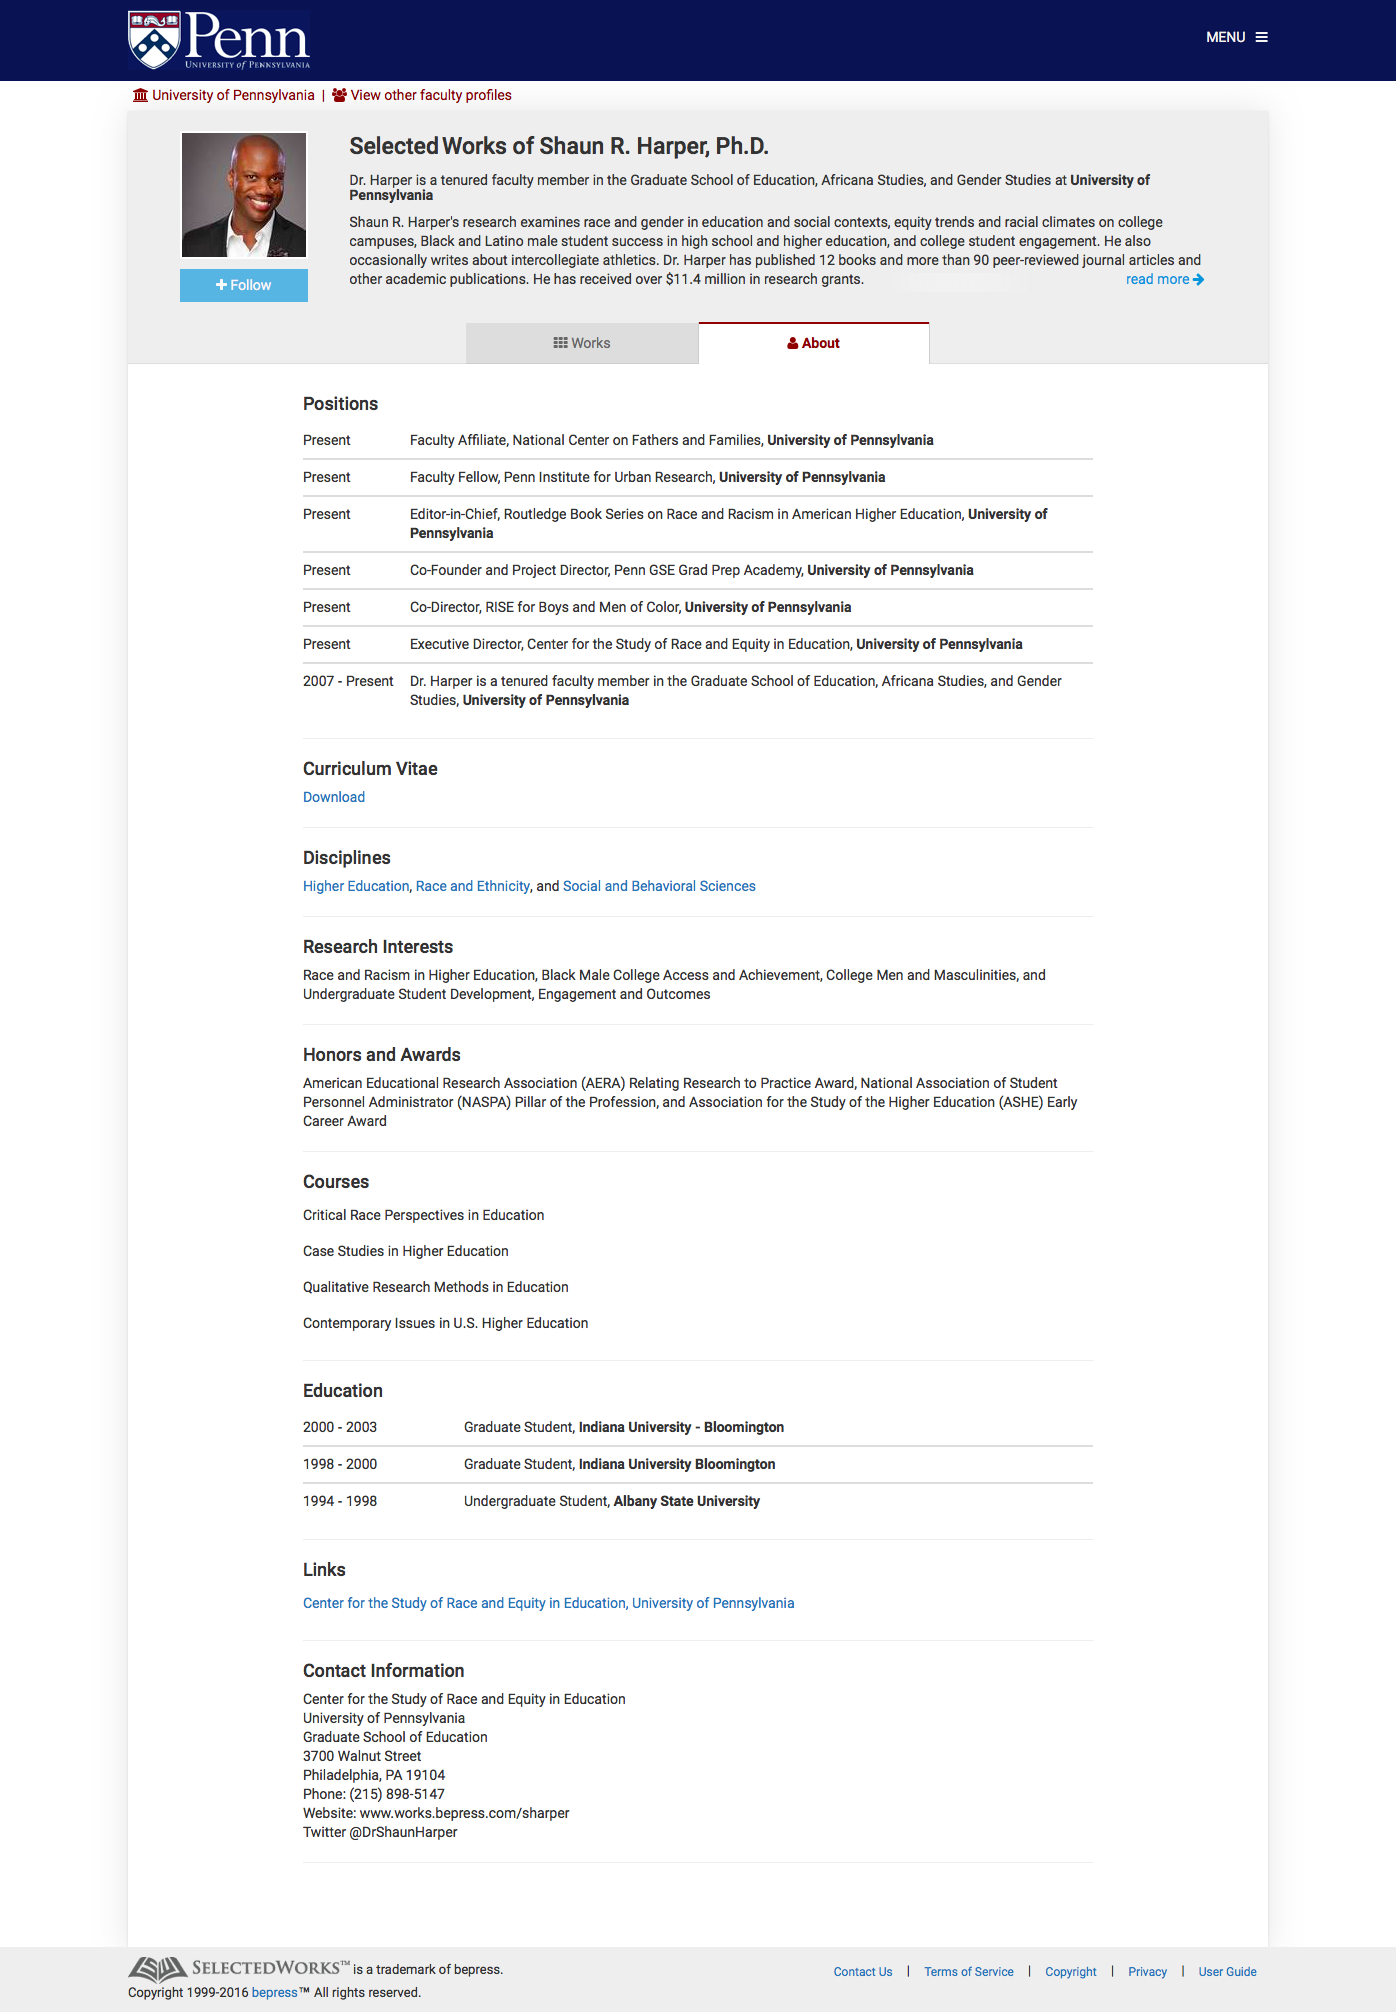 Penn
UNIVERSITY of PENNSYLVANIA
MENU
University of Pennsylvania | View other faculty profiles
Selected Works of Shaun R. Harper, Ph.D.
Dr. Harper is a tenured faculty member in the Graduate School of Education, Africana Studies, and Gender Studies at University of
Pennsylvania
Shaun R. Harper's research examines race and gender in education and social contexts, equity trends and racial climates on college
campuses, Black and Latino male student success in high school and higher education, and college student engagement. He also
occasionally writes about intercollegiate athletics. Dr. Harper has published 12 books and more than 90 peer-reviewed journal articles and
other academic publications. He has received over $11.4 million in research grants. read more
Follow
Works
About
Positions
Present Faculty Affiliate, National Center on Fathers and Families, University of Pennsylvania
Present Faculty Fellow, Penn Institute for Urban Research, University of Pennsylvania
Present Editor-in-Chief, Routledge Book Series on Race and Racism in American Higher Education, University of
Pennsylvania
Present Co-Founder and Project Director, Penn GSE Grad Prep Academy, University of Pennsylvania
Present Co-Director, RISE for Boys and Men of Color, University of Pennsylvania
Present Executive Director, Center for the Study of Race and Equity in Education, University of Pennsylvania
2007 - Present Dr. Harper is a tenured faculty member in the Graduate School of Education, Africana Studies, and Gender
Studies, University of Pennsylvania
Curriculum Vitae
Download
Disciplines
Higher Education, Race and Ethnicity, and Social and Behavioral Sciences
Research Interests
Race and Racism in Higher Education, Black Male College Access and Achievement, College Men and Masculinities, and
Undergraduate Student Development, Engagement and Outcomes
Honors and Awards
American Educational Research Association (AERA) Relating Research to Practice Award, National Association of Student
Personnel Administrator (NASPA) Pillar of the Profession, and Association for the Study of the Higher Education (ASHE) Early
Career Award
Courses
Critical Race Perspectives in Education
Case Studies in Higher Education
Qualitative Research Methods in Education
Contemporary Issues in U.S. Higher Education
Education
2000 - 2003 Graduate Student, Indiana University - Bloomington
1998 - 2000 Graduate Student, Indiana University Bloomington
1994 - 1998 Undergraduate Student, Albany State University
Links
Center for the Study of Race and Equity in Education, University of Pennsylvania
Contact Information
Center for the Study of Race and Equity in Education
University of Pennsylvania
Graduate School of Education
3700 Walnut Street
Philadelphia, PA 19104
Phone: (215) 898-5147
Website: www.works.bepress.com/sharper
Twitter @DrShaunHarper
SELECTEDWORKS™ is a trademark of bepress.
Copyright 1999-2016 bepress™ All rights reserved.
Contact Us | Terms of Service | Copyright | Privacy | User Guide